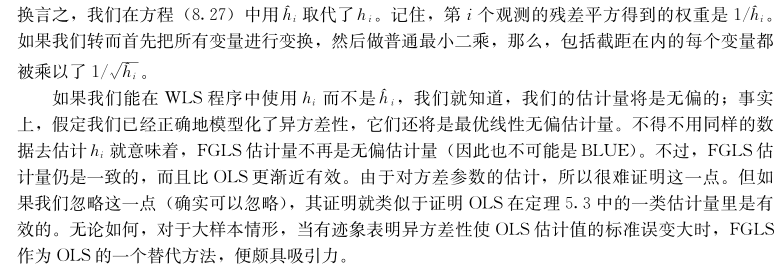 换言之，我们在方程（8.27）中用ĥᵢ取代了hᵢ。记住，第i个观测的残差平方得到的权重是1/ĥᵢ。
如果我们转而首先把所有变量进行变换，然后做普通最小二乘，那么，包括截距在内的每个变量都
被乘以了1/√ĥᵢ。
如果我们能在 WLS 程序中使用hᵢ而不是ĥᵢ，我们就知道，我们的估计量将是无偏的；事实
上，假定我们已经正确地模型化了异方差性，它们还将是最优线性无偏估计量。不得不用同样的数
据去估计hᵢ就意味着，FGLS 估计量不再是无偏估计量（因此也不可能是 BLUE）。不过，FGLS 估
计量仍是一致的，而且比 OLS 更渐近有效。由于对方差参数的估计，所以很难证明这一点。但如
果我们忽略这一点（确实可以忽略），其证明就类似于证明 OLS 在定理 5.3 中的一类估计量里是有
效的。无论如何，对于大样本情形，当有迹象表明异方差性使 OLS 估计值的标准误变大时，FGLS
作为 OLS 的一个替代方法，便颇具吸引力。